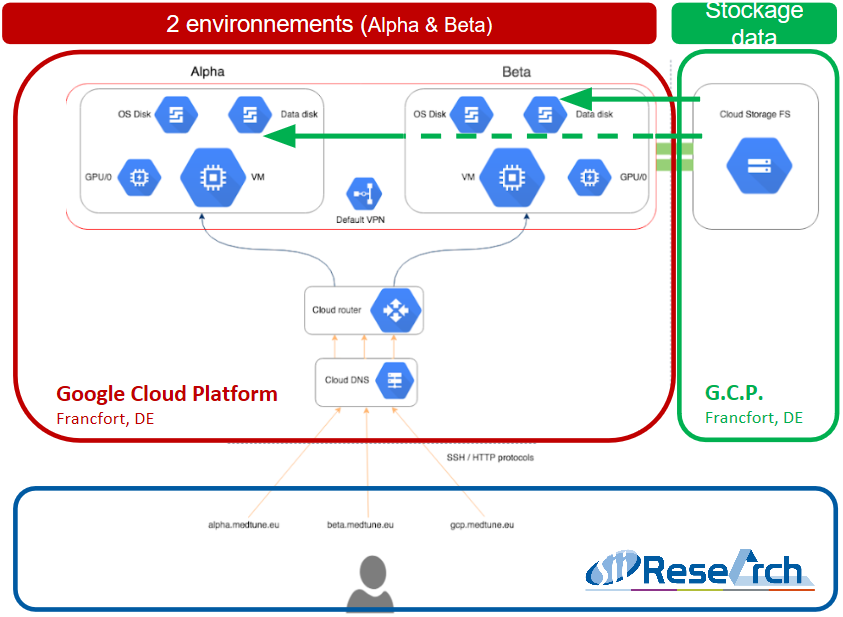 2 environnements (Alpha & Beta)
Stockage
data
Alpha
Beta
OS Disk
Data disk
OS Disk
Data disk
Cloud Storage FS
GPU/0
VM
VM
GPU/0
Default VPN
Cloud router
Cloud DNS
Google Cloud Platform
Francfort, DE
G.C.P.
Francfort, DE
SSH / HTTP protocols
alpha.medtune.eu
beta.medtune.eu
gcp.medtune.eu
ReseArch